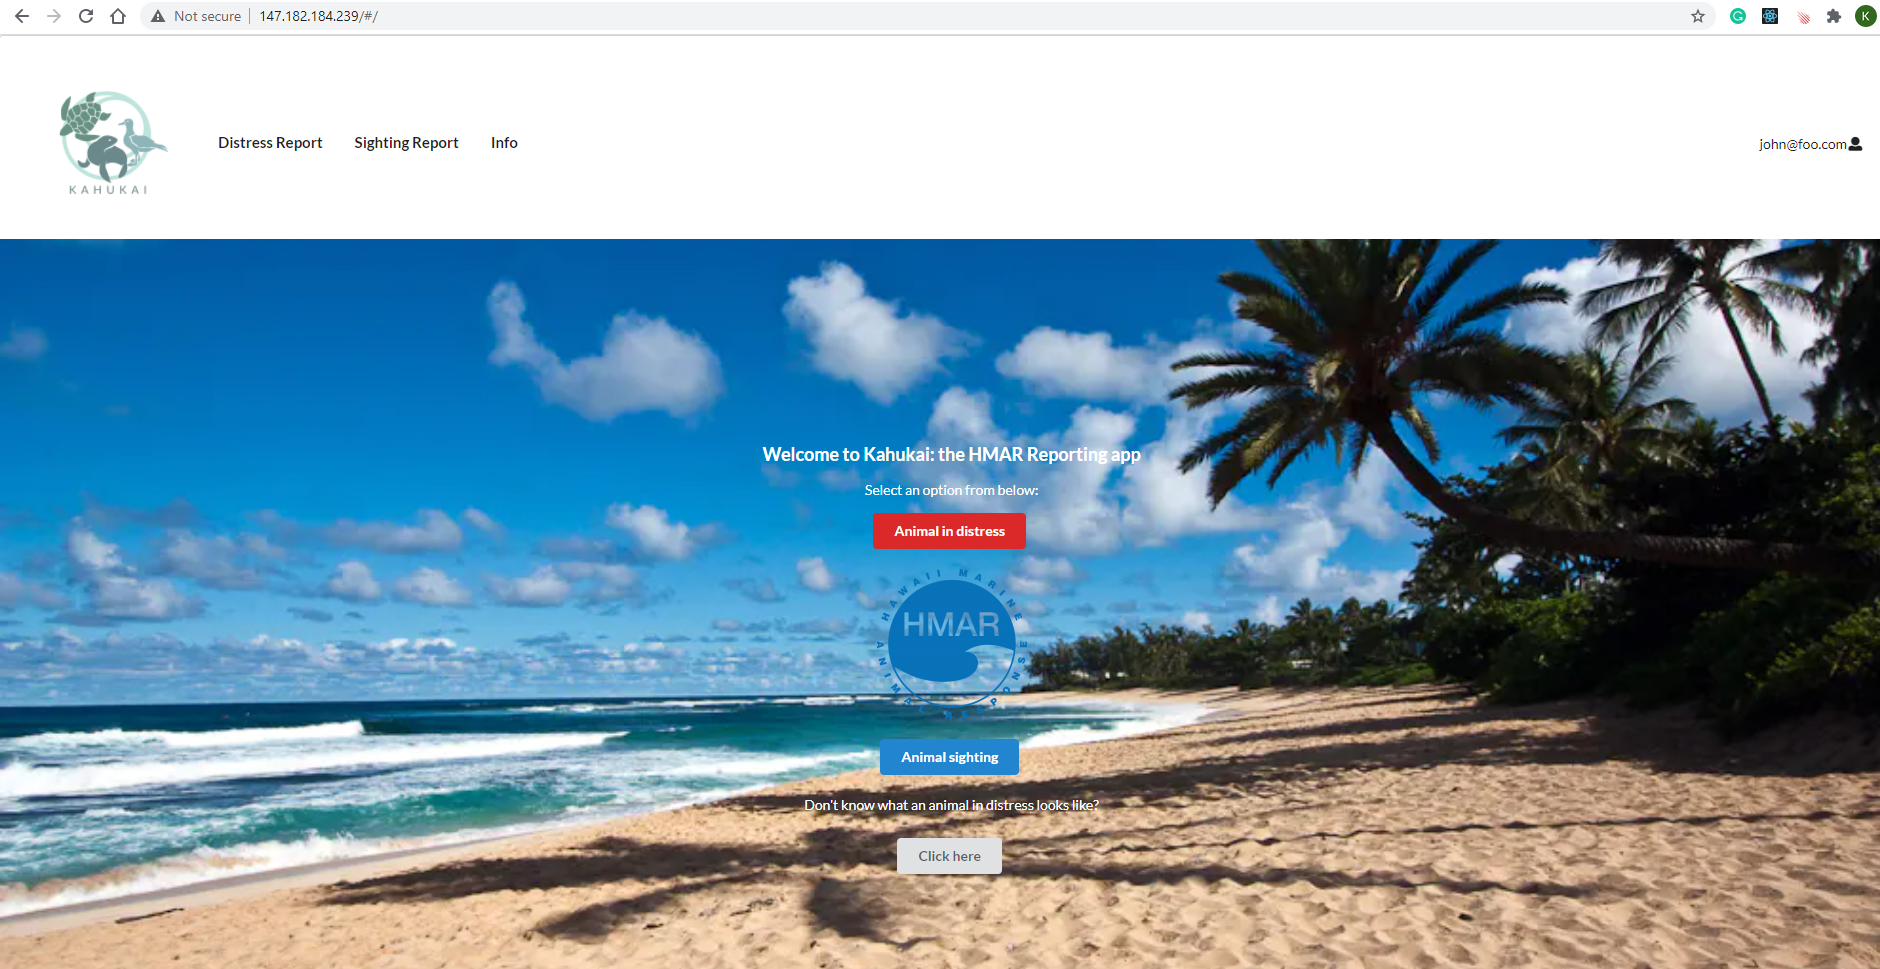 Not secure 147.182.184.239/#/
K
KAHUKAI
Distress Report Sighting Report Info
john@foo.com
Welcome to Kahukai: the HMAR Reporting app
Select an option from below:
Animal in distress
HAWAII MARINE
HMAR
ANIMAL RESPONSE
Animal sighting
Don't know what an animal in distress looks like?
Click here